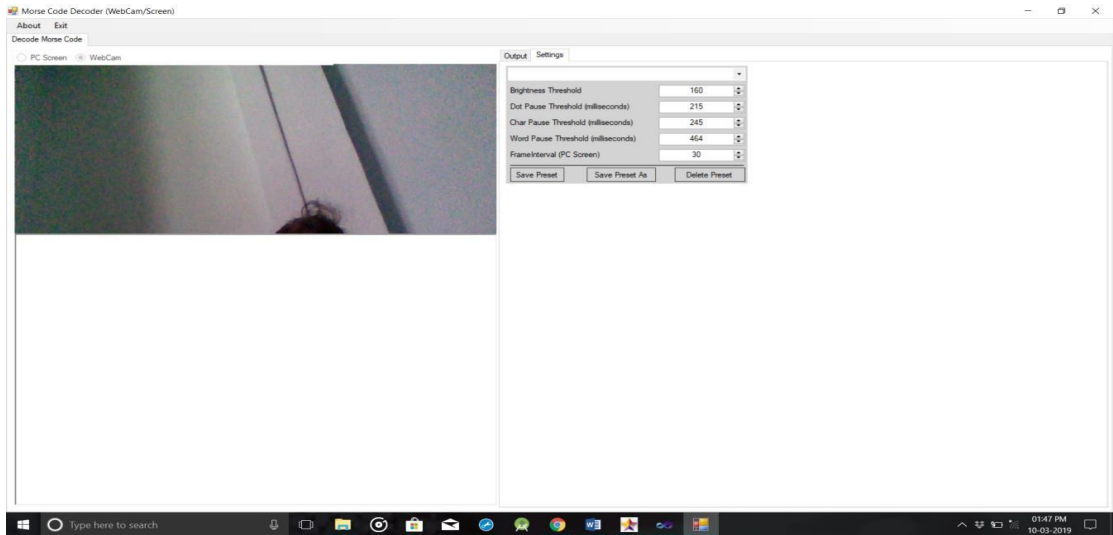 Morse Code Decoder (WebCam/Screen)
About Exit
Decode Morse Code
PC Screen WebCam
Output Settings
Brightness Threshold 160
Dot Pause Threshold (milliseconds) 215
Char Pause Threshold (milliseconds) 245
Word Pause Threshold (milliseconds) 464
FrameInterval (PC Screen) 30
Save Preset Save Preset As Delete Preset
Type here to search
01:47 PM
10-03-2019